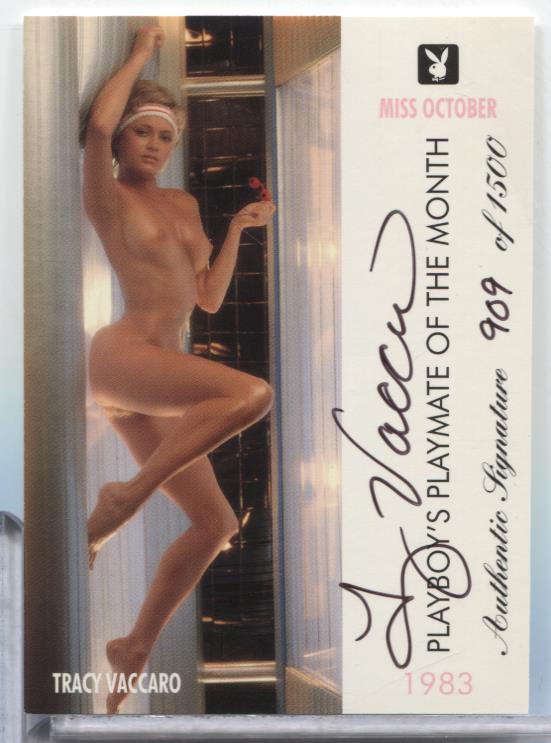 MISS OCTOBER
PLAYBOY'S PLAYMATE OF THE MONTH
Authentic Signature 909 of 1500
1983
TRACY VACCARO